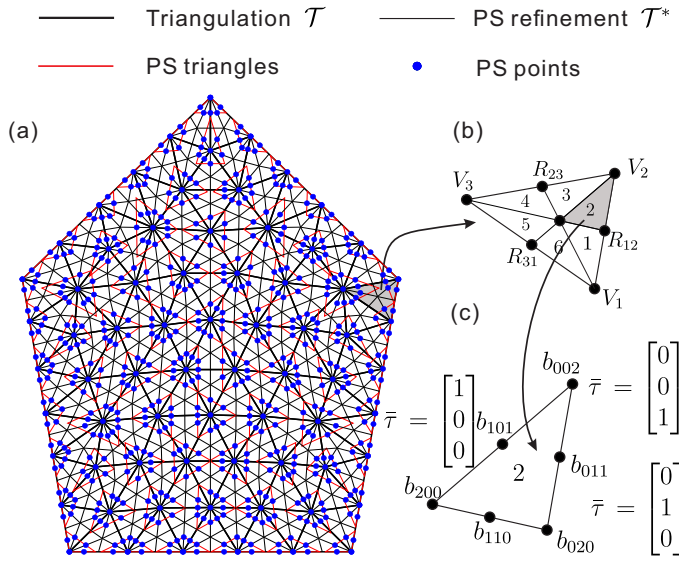 Triangulation 𝒯
PS refinement 𝒯*
PS triangles
PS points
(a)
(b)
V₃
R₂₃
V₂
4
3
2
5
6
1
R₁₂
R₃₁
V₁
(c)
b₀₀₂
τ̄ = [1 0 0]
b₁₀₁
τ̄ = [0 0 1]
2
b₀₁₁
b₂₀₀
b₁₁₀
b₀₂₀
τ̄ = [0 1 0]